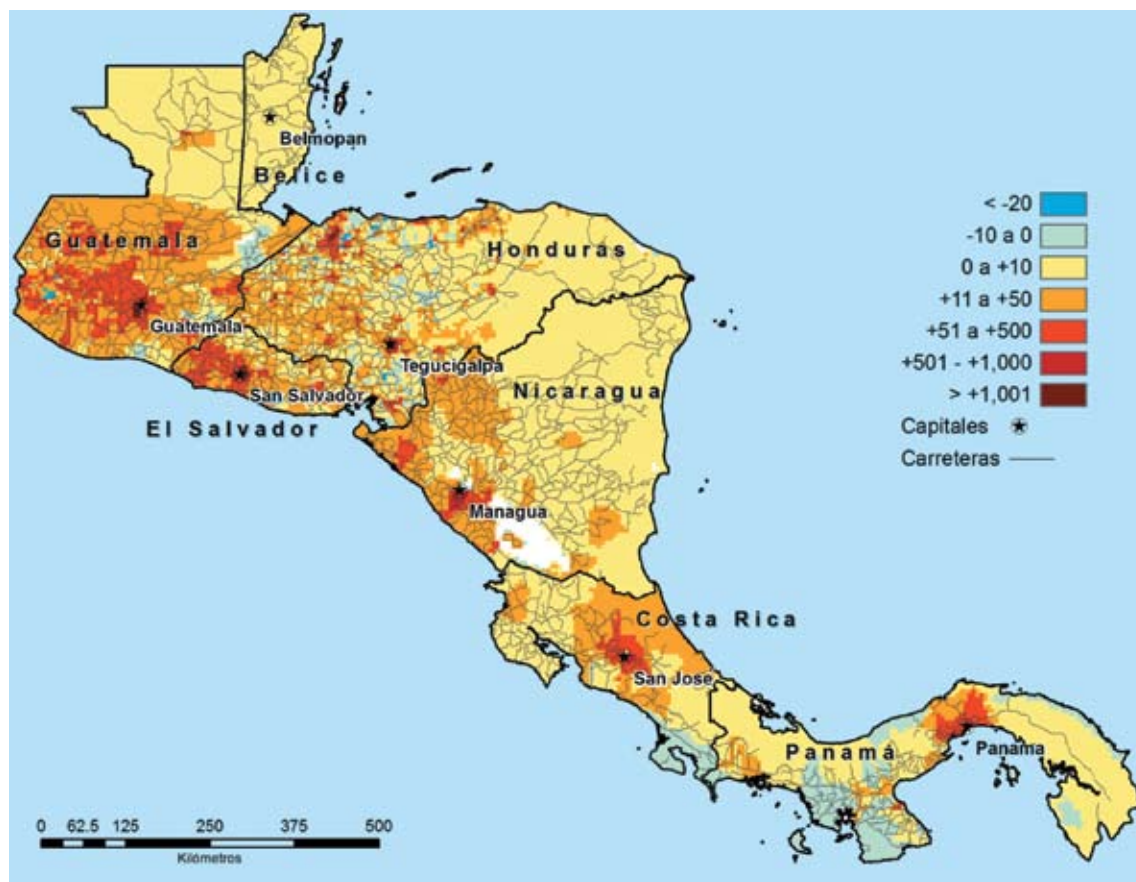 Belmopan
Belice
Guatemala
Honduras
Guatemala
Tegucigalpa
San Salvador
Nicaragua
El Salvador
Managua
Costa Rica
San Jose
Panamá
Panama
< -20
-10 a 0
0 a +10
+11 a +50
+51 a +500
+501 - +1,000
> +1,001
Capitales
Carreteras
0 62.5 125 250 375 500
Kilómetros